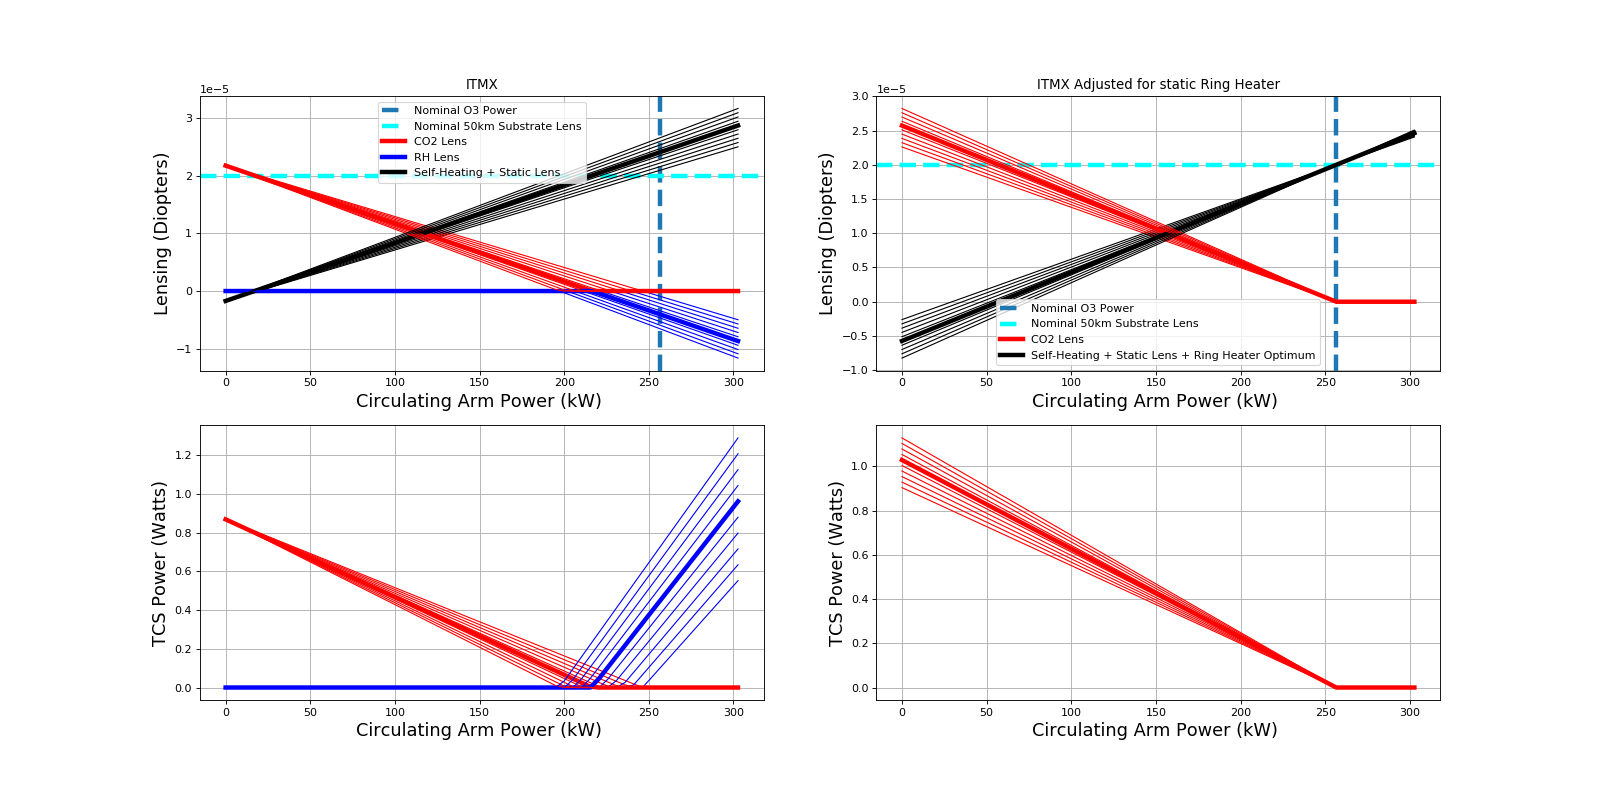 ITMX
1e−5
3
2
1
0
−1
Lensing (Diopters)
Nominal O3 Power
Nominal 50km Substrate Lens
CO2 Lens
RH Lens
Self-Heating + Static Lens
0 50 100 150 200 250 300
Circulating Arm Power (kW)
ITMX Adjusted for static Ring Heater
1e−5
3.0
2.5
2.0
1.5
1.0
0.5
0.0
−0.5
−1.0
Lensing (Diopters)
Nominal O3 Power
Nominal 50km Substrate Lens
CO2 Lens
Self-Heating + Static Lens + Ring Heater Optimum
0 50 100 150 200 250 300
Circulating Arm Power (kW)
1.2
1.0
0.8
0.6
0.4
0.2
0.0
TCS Power (Watts)
0 50 100 150 200 250 300
Circulating Arm Power (kW)
1.0
0.8
0.6
0.4
0.2
0.0
TCS Power (Watts)
0 50 100 150 200 250 300
Circulating Arm Power (kW)